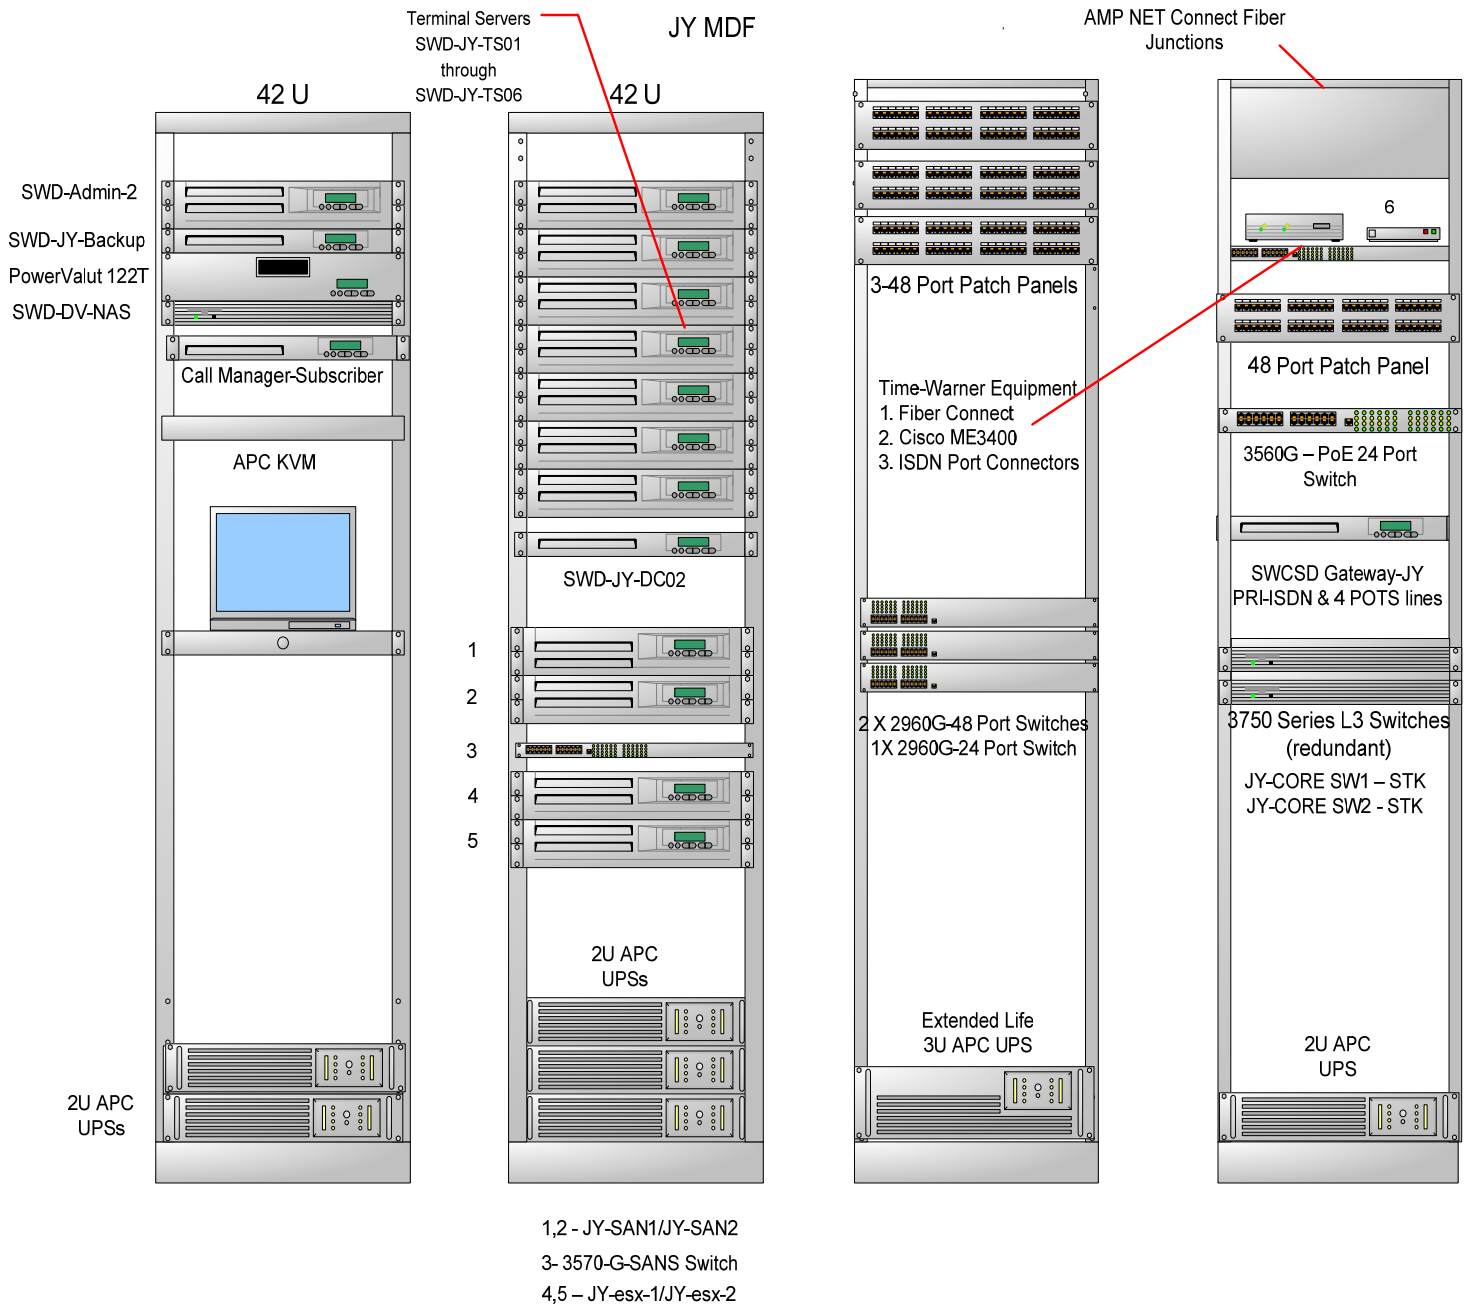 JY MDF
Terminal Servers
SWD-JY-TS01
through
SWD-JY-TS06
AMP NET Connect Fiber
Junctions
42 U
SWD-Admin-2
SWD-JY-Backup
PowerValut 122T
SWD-DV-NAS
Call Manager-Subscriber
APC KVM
2U APC
UPSs
42 U
SWD-JY-DC02
1
2
3
4
5
2U APC
UPSs
1,2 - JY-SAN1/JY-SAN2
3- 3570-G-SANS Switch
4,5 – JY-esx-1/JY-esx-2
3-48 Port Patch Panels
Time-Warner Equipment
1. Fiber Connect
2. Cisco ME3400
3. ISDN Port Connectors
2 X 2960G-48 Port Switches
1X 2960G-24 Port Switch
Extended Life
3U APC UPS
6
48 Port Patch Panel
3560G – PoE 24 Port
Switch
SWCSD Gateway-JY
PRI-ISDN & 4 POTS lines
3750 Series L3 Switches
(redundant)
JY-CORE SW1 – STK
JY-CORE SW2 - STK
2U APC
UPS